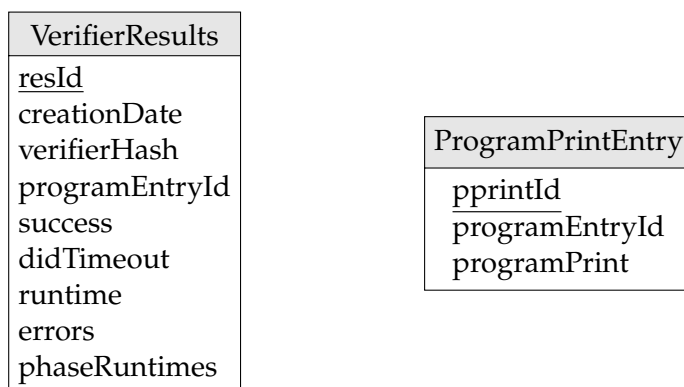 VerifierResults
resId
creationDate
verifierHash
programEntryId
success
didTimeout
runtime
errors
phaseRuntimes
ProgramPrintEntry
pprintId
programEntryId
programPrint